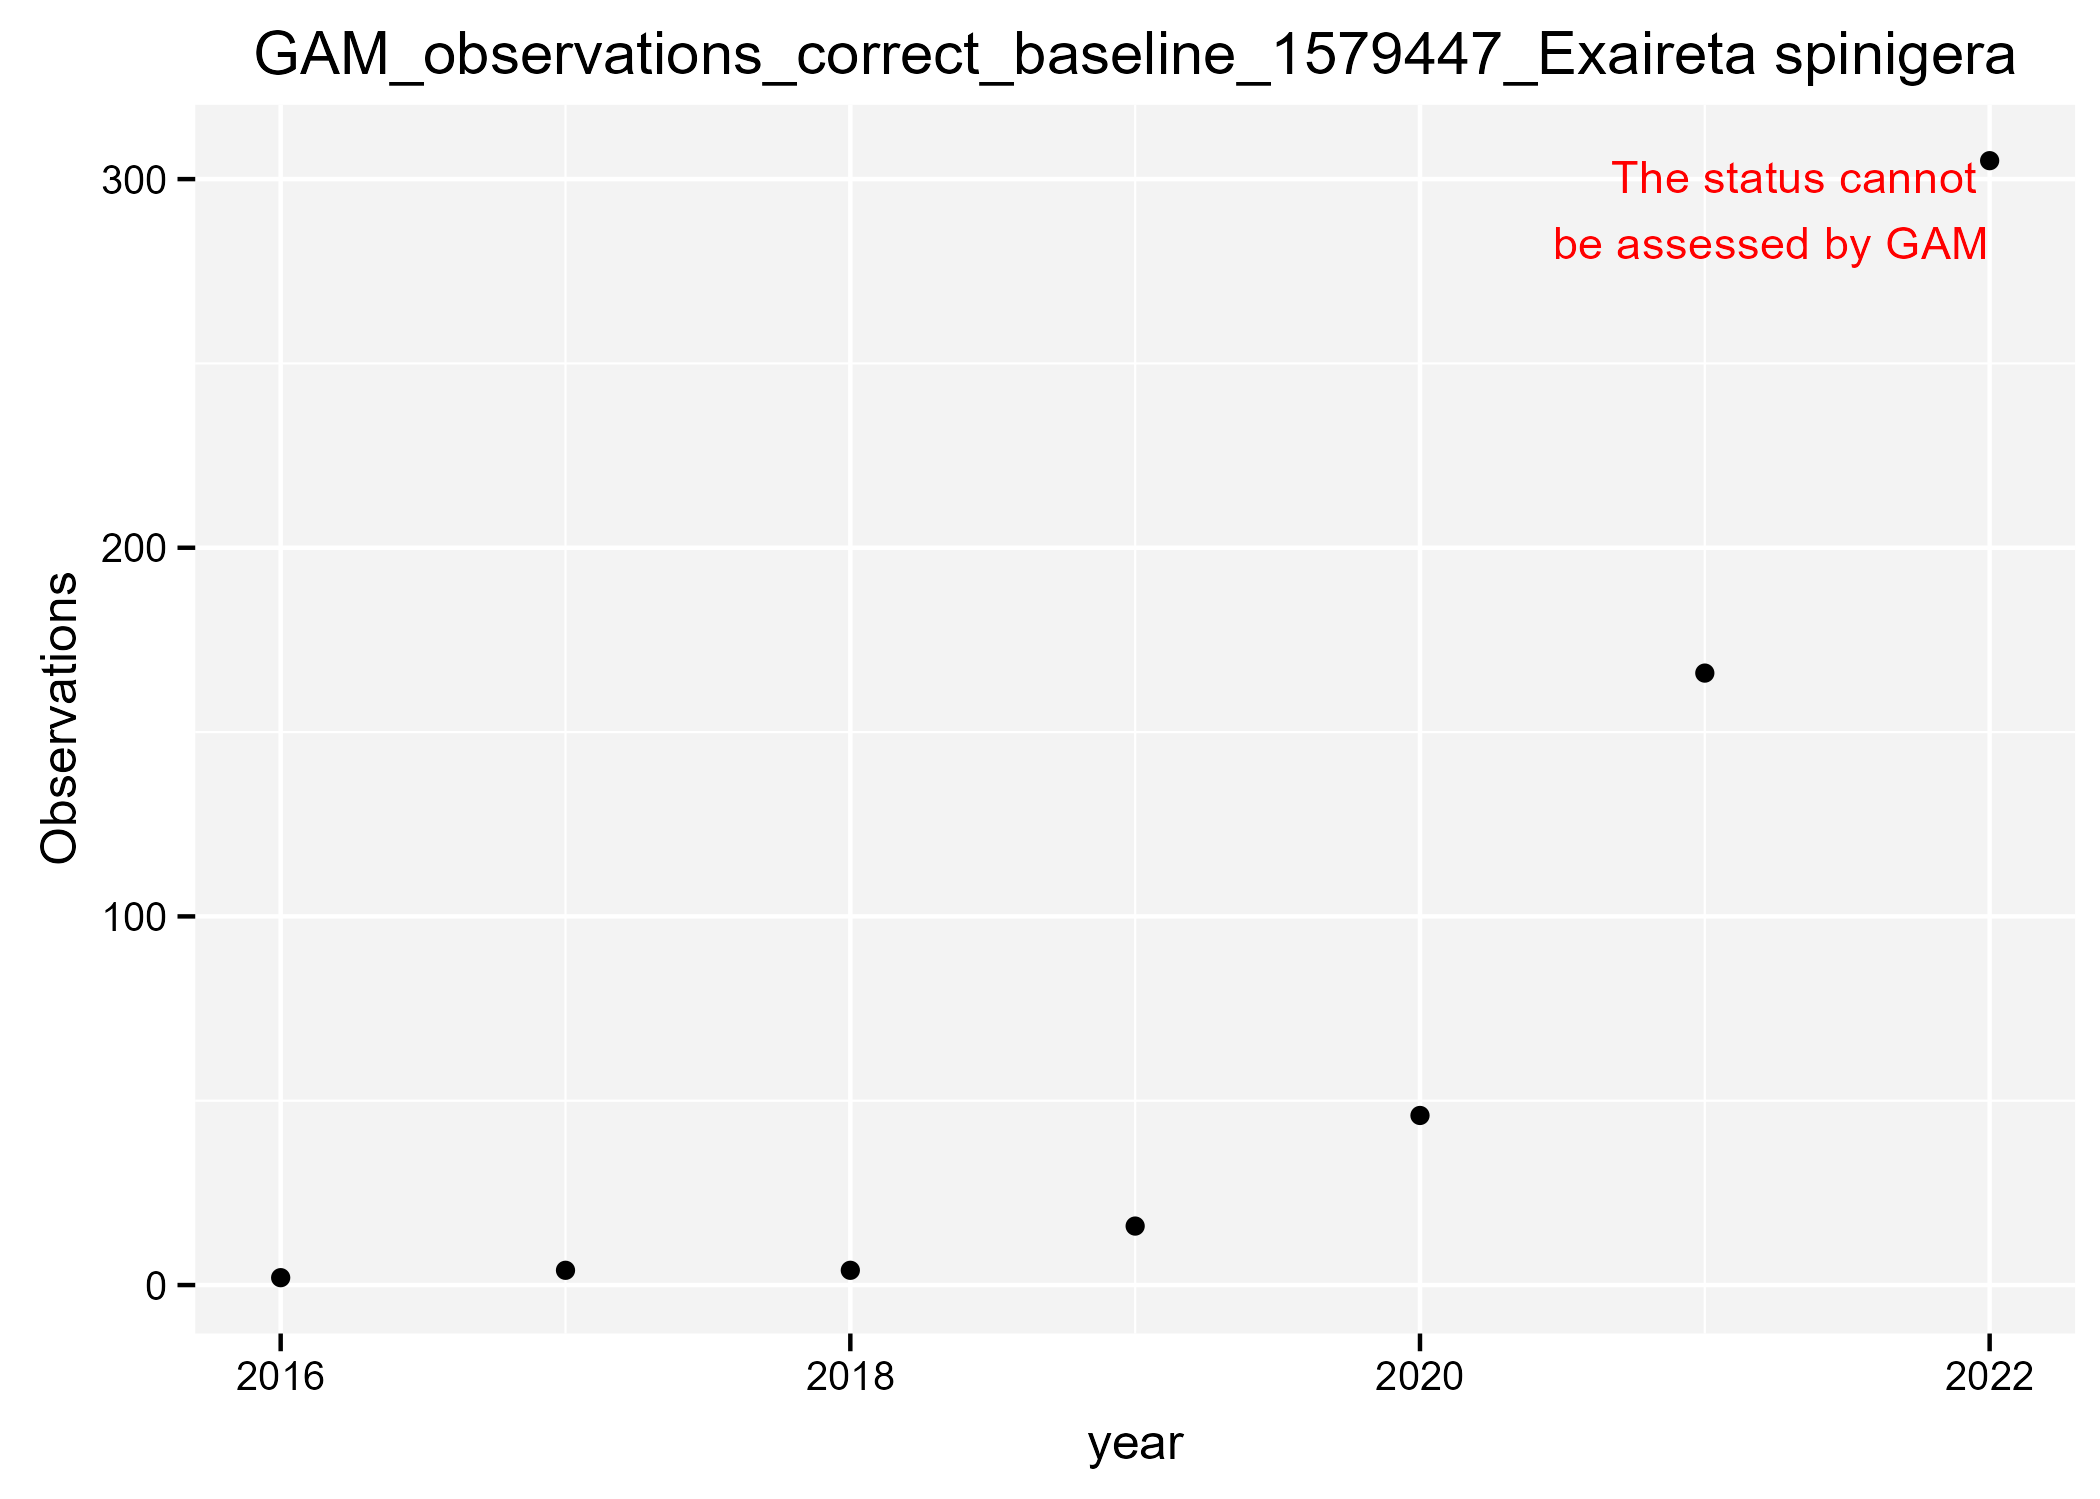 GAM_observations_correct_baseline_1579447_Exaireta spinigera
The status cannot
be assessed by GAM
300
200
100
0
Observations
2016 2018 2020 2022
year